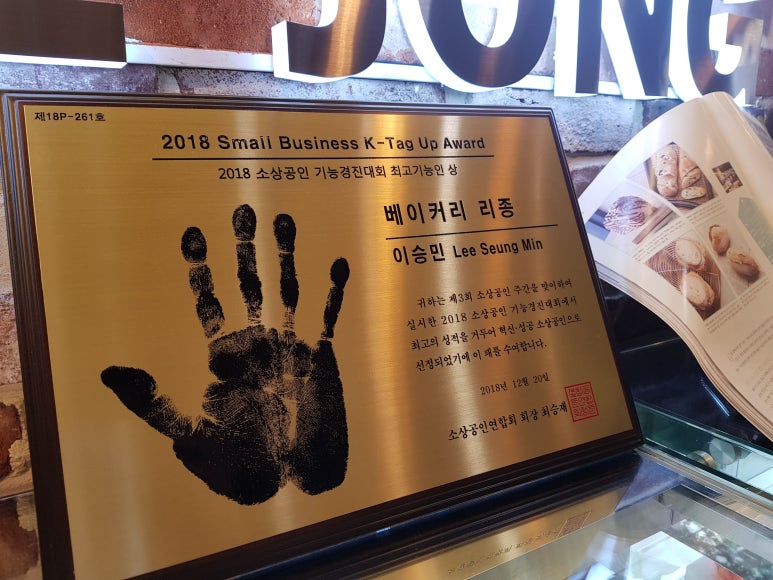 JONG
제18P-261호
2018 Small Business K-Tag Up Award
2018 소상공인 기능경진대회 최고기능인 상
베이커리 리종
이승민 Lee Seung Min
귀하는 제3회 소상공인 주간을 맞이하여
실시한 2018 소상공인 기능경진대회에서
최고의 성적을 거두어 혁신·성공 소상공인으로
선정되었기에 이 패를 수여합니다.
2018년 12월 20일
소상공인연합회 회장 최승재